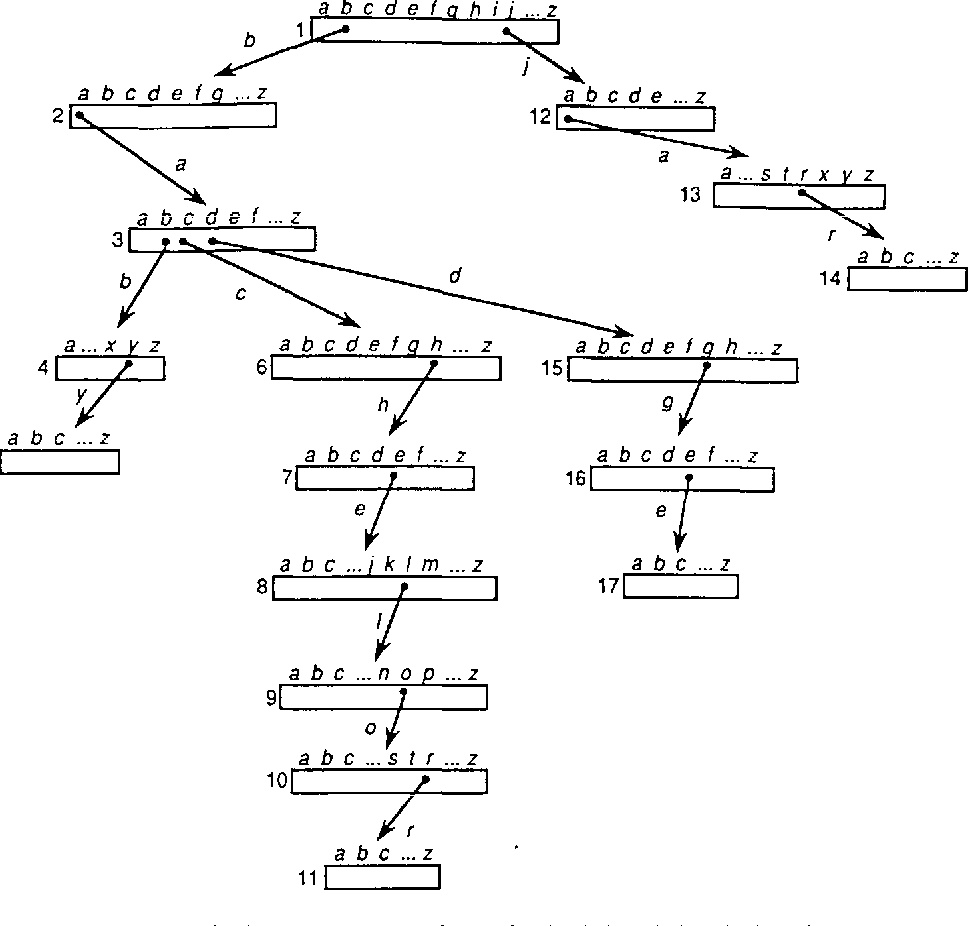 a b c d e f g h i j ... z
1
b
j
a b c d e f g ... z
2
a b c d e ... z
12
a
a
a ... s t r x y z
13
r
a b c d e f ... z
3
a b c ... z
14
b
c
d
a ... x y z
4
a b c d e f g h ... z
6
a b c d e f g h ... z
15
y
h
g
a b c ... z
a b c d e f ... z
7
a b c d e f ... z
16
e
e
a b c ... j k l m ... z
8
a b c ... z
17
l
a b c ... n o p ... z
9
o
a b c ... s t r ... z
10
r
a b c ... z
11